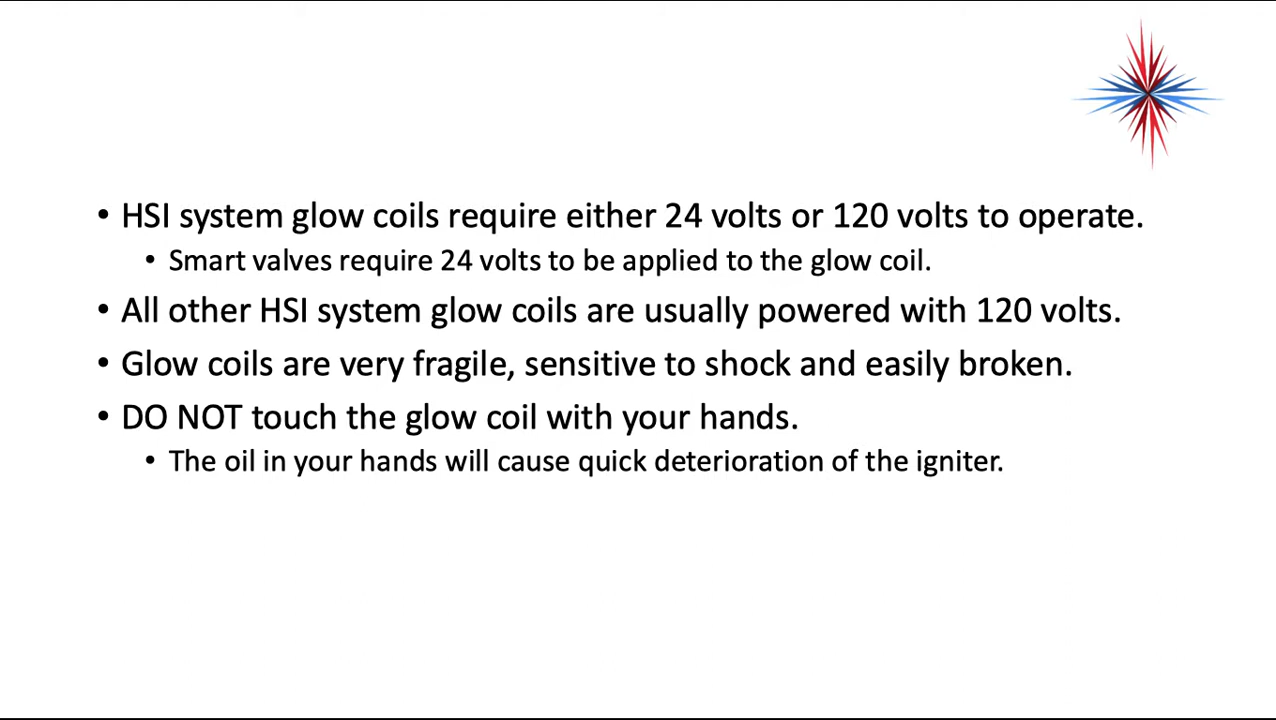 • HSI system glow coils require either 24 volts or 120 volts to operate.
• Smart valves require 24 volts to be applied to the glow coil.
• All other HSI system glow coils are usually powered with 120 volts.
• Glow coils are very fragile, sensitive to shock and easily broken.
• DO NOT touch the glow coil with your hands.
• The oil in your hands will cause quick deterioration of the igniter.